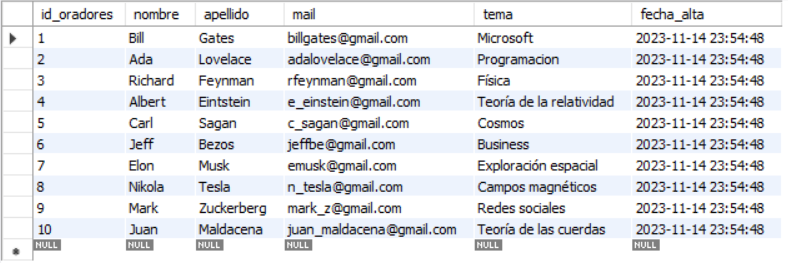 id_oradores nombre apellido mail tema fecha_alta
1 Bill Gates billgates@gmail.com Microsoft 2023-11-14 23:54:48
2 Ada Lovelace adalovelace@gmail.com Programacion 2023-11-14 23:54:48
3 Richard Feynman rfeynman@gmail.com Física 2023-11-14 23:54:48
4 Albert Eintstein e_einstein@gmail.com Teoría de la relatividad 2023-11-14 23:54:48
5 Carl Sagan c_sagan@gmail.com Cosmos 2023-11-14 23:54:48
6 Jeff Bezos jeffbe@gmail.com Business 2023-11-14 23:54:48
7 Elon Musk emusk@gmail.com Exploración espacial 2023-11-14 23:54:48
8 Nikola Tesla n_tesla@gmail.com Campos magnéticos 2023-11-14 23:54:48
9 Mark Zuckerberg mark_z@gmail.com Redes sociales 2023-11-14 23:54:48
10 Juan Maldacena juan_maldacena@gmail.com Teoría de las cuerdas 2023-11-14 23:54:48
NULL NULL NULL NULL NULL NULL